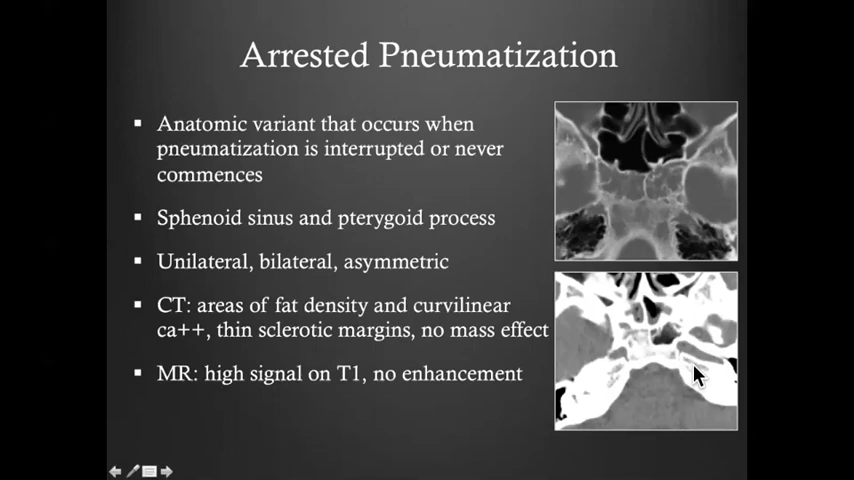 Arrested Pneumatization
▪ Anatomic variant that occurs when
pneumatization is interrupted or never
commences
▪ Sphenoid sinus and pterygoid process
▪ Unilateral, bilateral, asymmetric
▪ CT: areas of fat density and curvilinear
ca++, thin sclerotic margins, no mass effect
▪ MR: high signal on T1, no enhancement